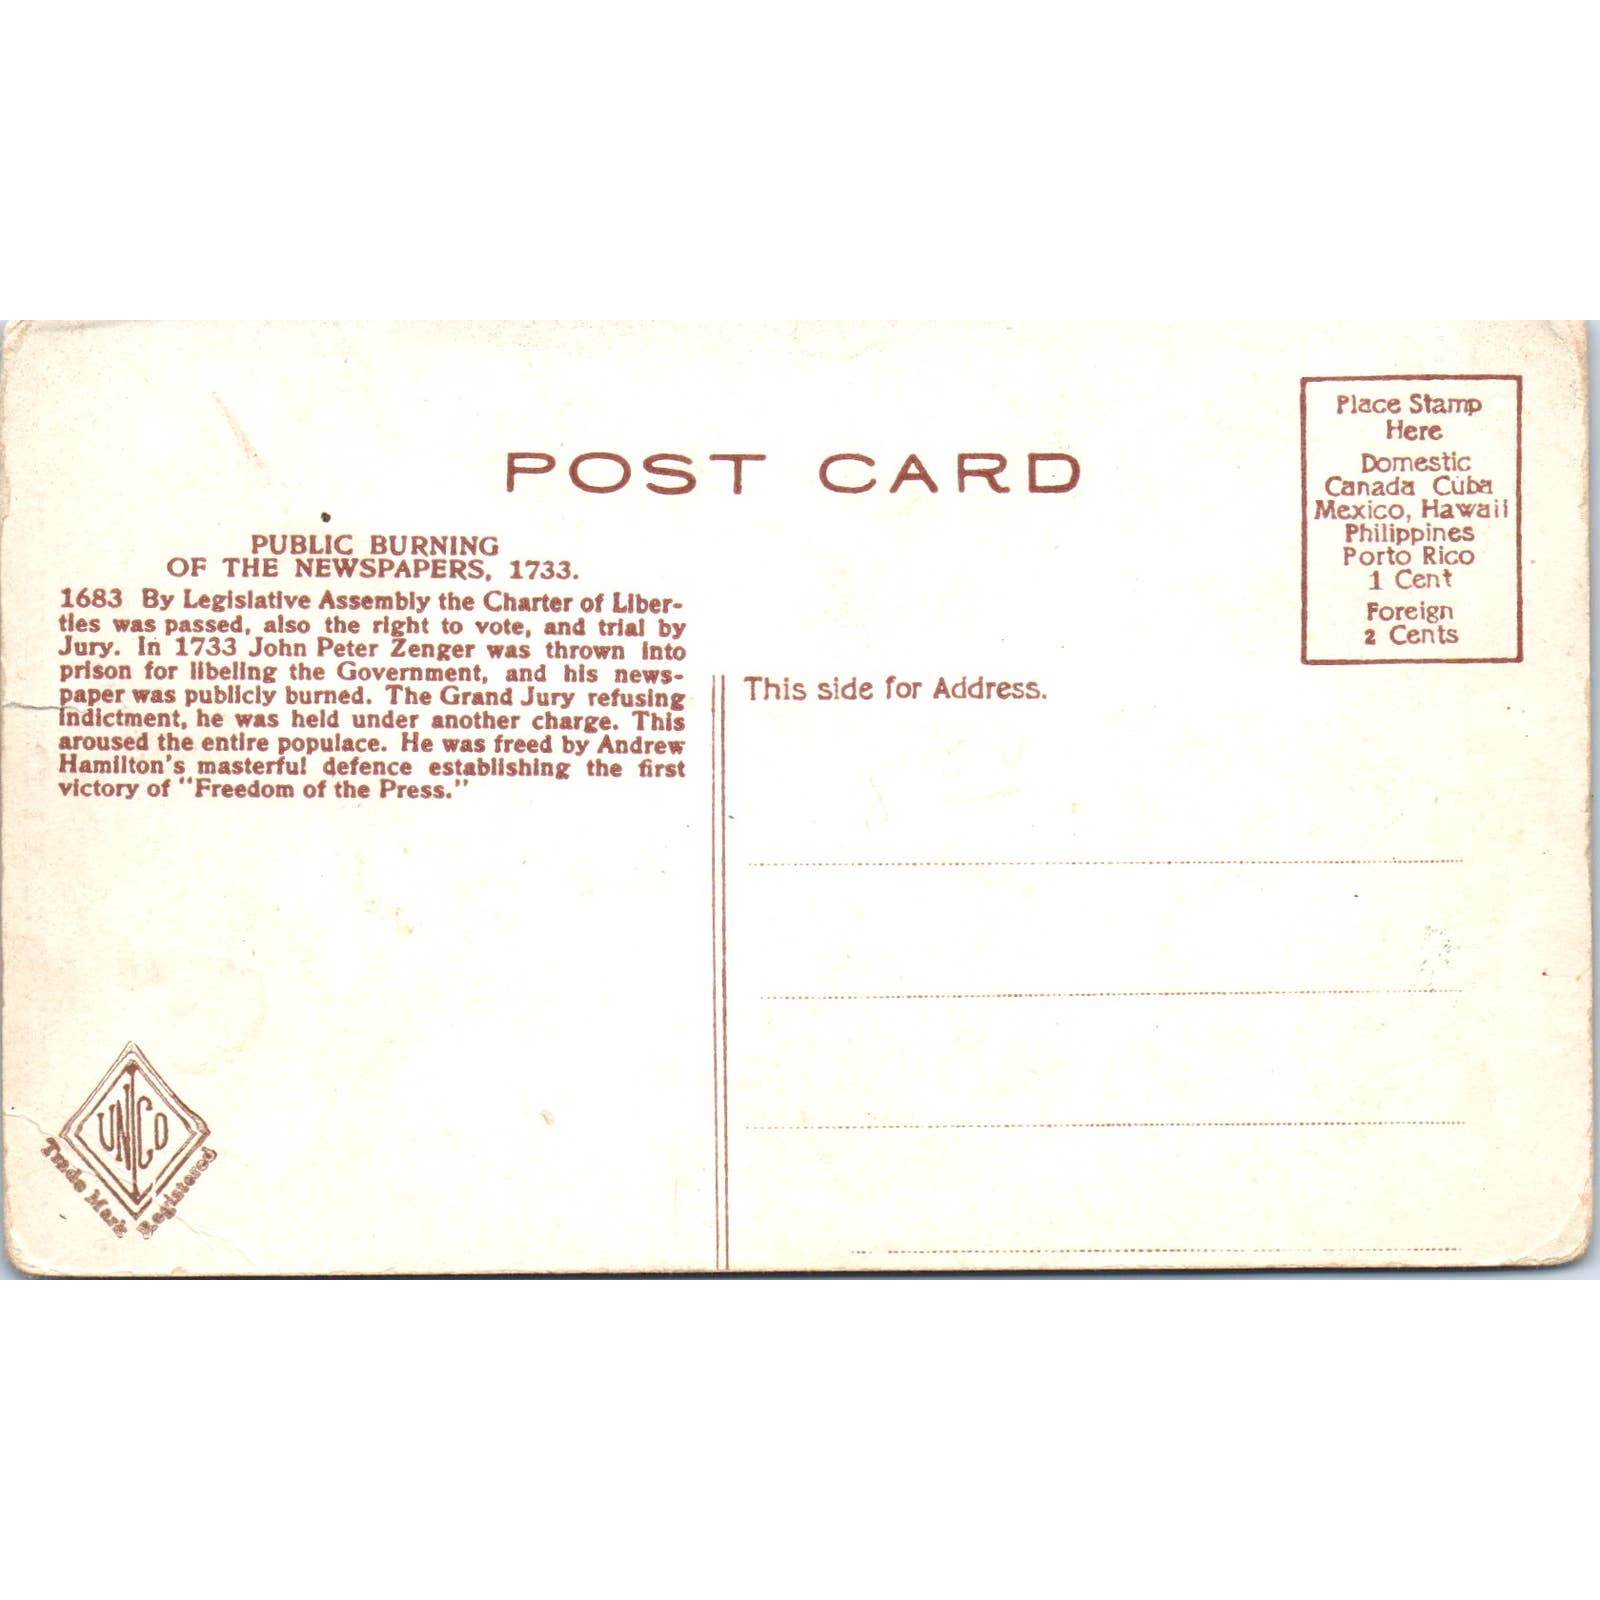 POST CARD
Place Stamp
Here
Domestic
Canada Cuba
Mexico, Hawaii
Philippines
Porto Rico
1 Cent
Foreign
2 Cents
PUBLIC BURNING
OF THE NEWSPAPERS, 1733.
1683 By Legislative Assembly the Charter of Liber-
ties was passed, also the right to vote, and trial by
Jury. In 1733 John Peter Zenger was thrown into
prison for libeling the Government, and his news-
paper was publicly burned. The Grand Jury refusing
indictment, he was held under another charge. This
aroused the entire populace. He was freed by Andrew
Hamilton's masterful defence establishing the first
victory of "Freedom of the Press."
This side for Address.
UNICO
Trade Mark Registered